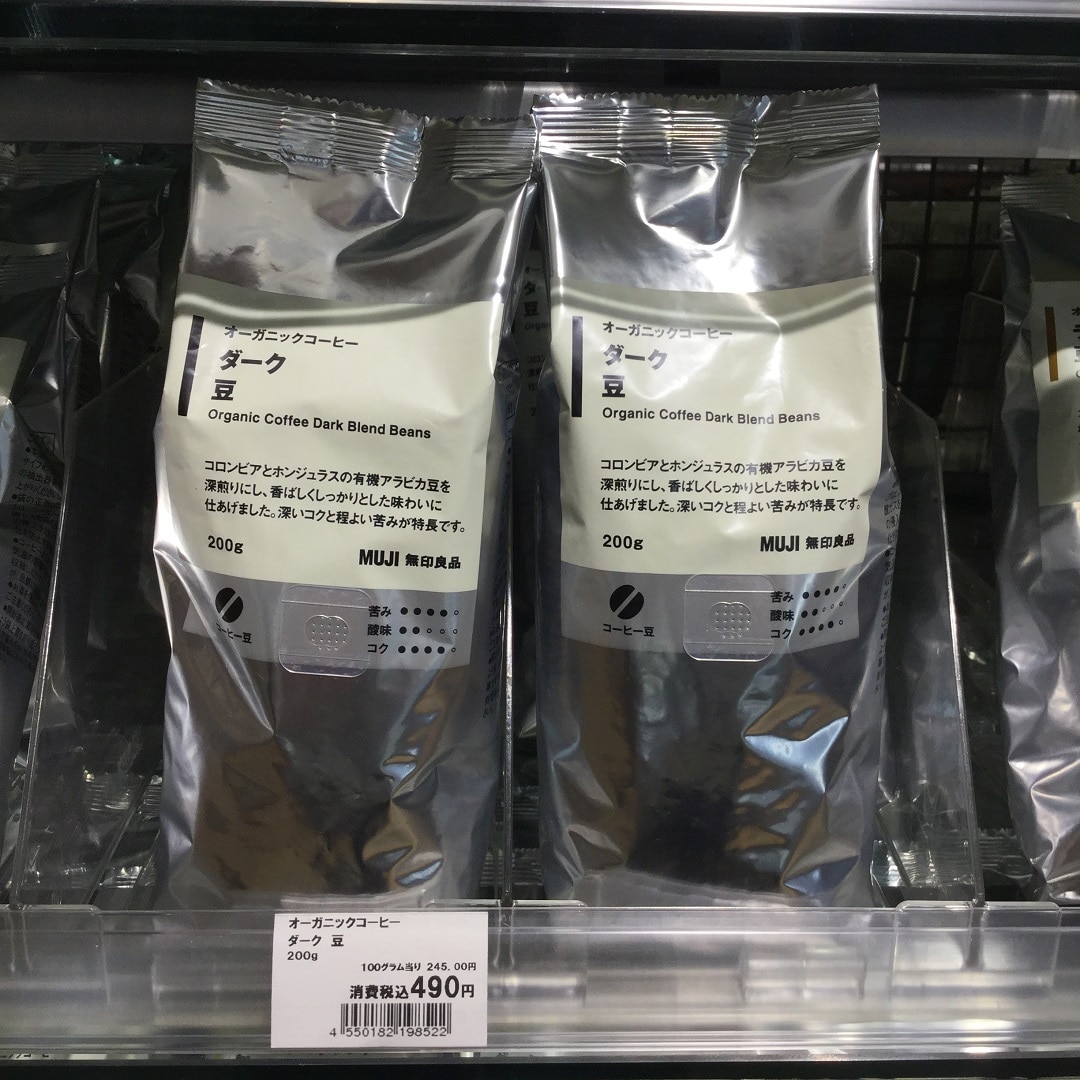 オーガニックコーヒー
ダーク
豆
Organic Coffee Dark Blend Beans
コロンビアとホンジュラスの有機アラビカ豆を
深煎りにし、香ばしくしっかりとした味わいに
仕あげました。深いコクと程よい苦みが特長です。
200g
MUJI 無印良品
コーヒー豆
苦み
酸味
コク
オーガニックコーヒー
ダーク
豆
Organic Coffee Dark Blend Beans
コロンビアとホンジュラスの有機アラビカ豆を
深煎りにし、香ばしくしっかりとした味わいに
仕あげました。深いコクと程よい苦みが特長です。
200g
MUJI 無印良品
コーヒー豆
苦み
酸味
コク
オーガニックコーヒー
ダーク 豆
200g
100グラム当り 245.00円
消費税込490円
4 550182 198522